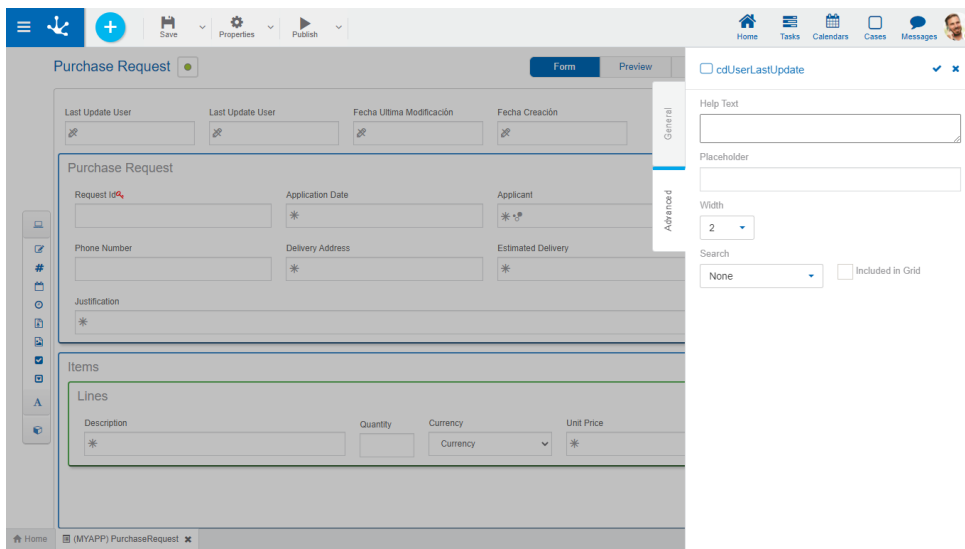 Save
Properties
Publish
Home
Tasks
Calendars
Cases
Messages
Purchase Request
Form
Preview
Last Update User
Last Update User
Fecha Ultima Modificación
Fecha Creación
Purchase Request
Request Id
Application Date
Applicant
Phone Number
Delivery Address
Estimated Delivery
Justification
Items
Lines
Description
Quantity
Currency
Unit Price
Currency
General
Advanced
cdUserLastUpdate
Help Text
Placeholder
Width
2
Search
None
Included in Grid
Home
(MYAPP) PurchaseRequest